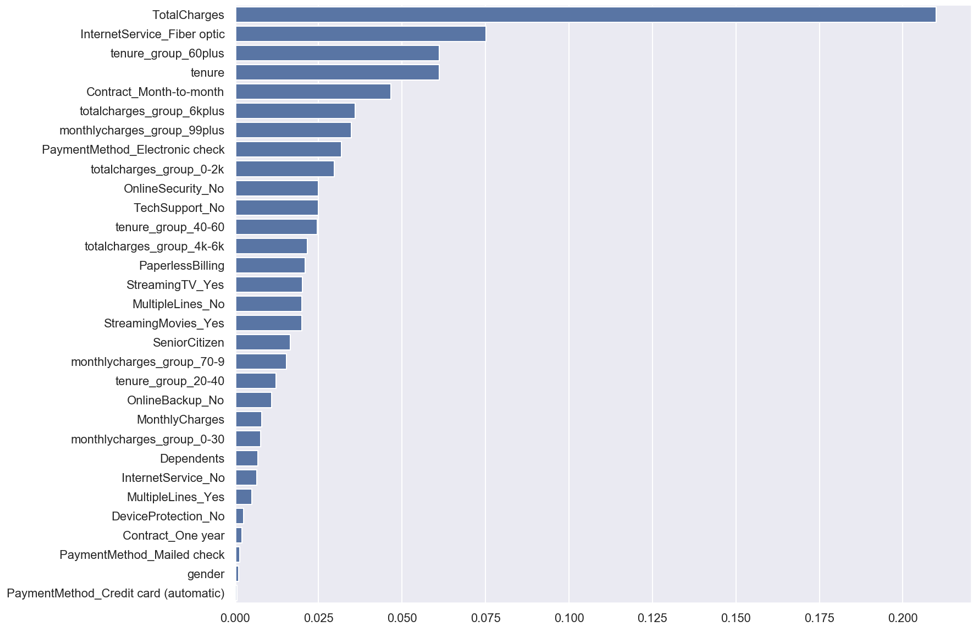 TotalCharges
InternetService_Fiber optic
tenure_group_60plus
tenure
Contract_Month-to-month
totalcharges_group_6kplus
monthlycharges_group_99plus
PaymentMethod_Electronic check
totalcharges_group_0-2k
OnlineSecurity_No
TechSupport_No
tenure_group_40-60
totalcharges_group_4k-6k
PaperlessBilling
StreamingTV_Yes
MultipleLines_No
StreamingMovies_Yes
SeniorCitizen
monthlycharges_group_70-9
tenure_group_20-40
OnlineBackup_No
MonthlyCharges
monthlycharges_group_0-30
Dependents
InternetService_No
MultipleLines_Yes
DeviceProtection_No
Contract_One year
PaymentMethod_Mailed check
gender
PaymentMethod_Credit card (automatic)
0.000 0.025 0.050 0.075 0.100 0.125 0.150 0.175 0.200